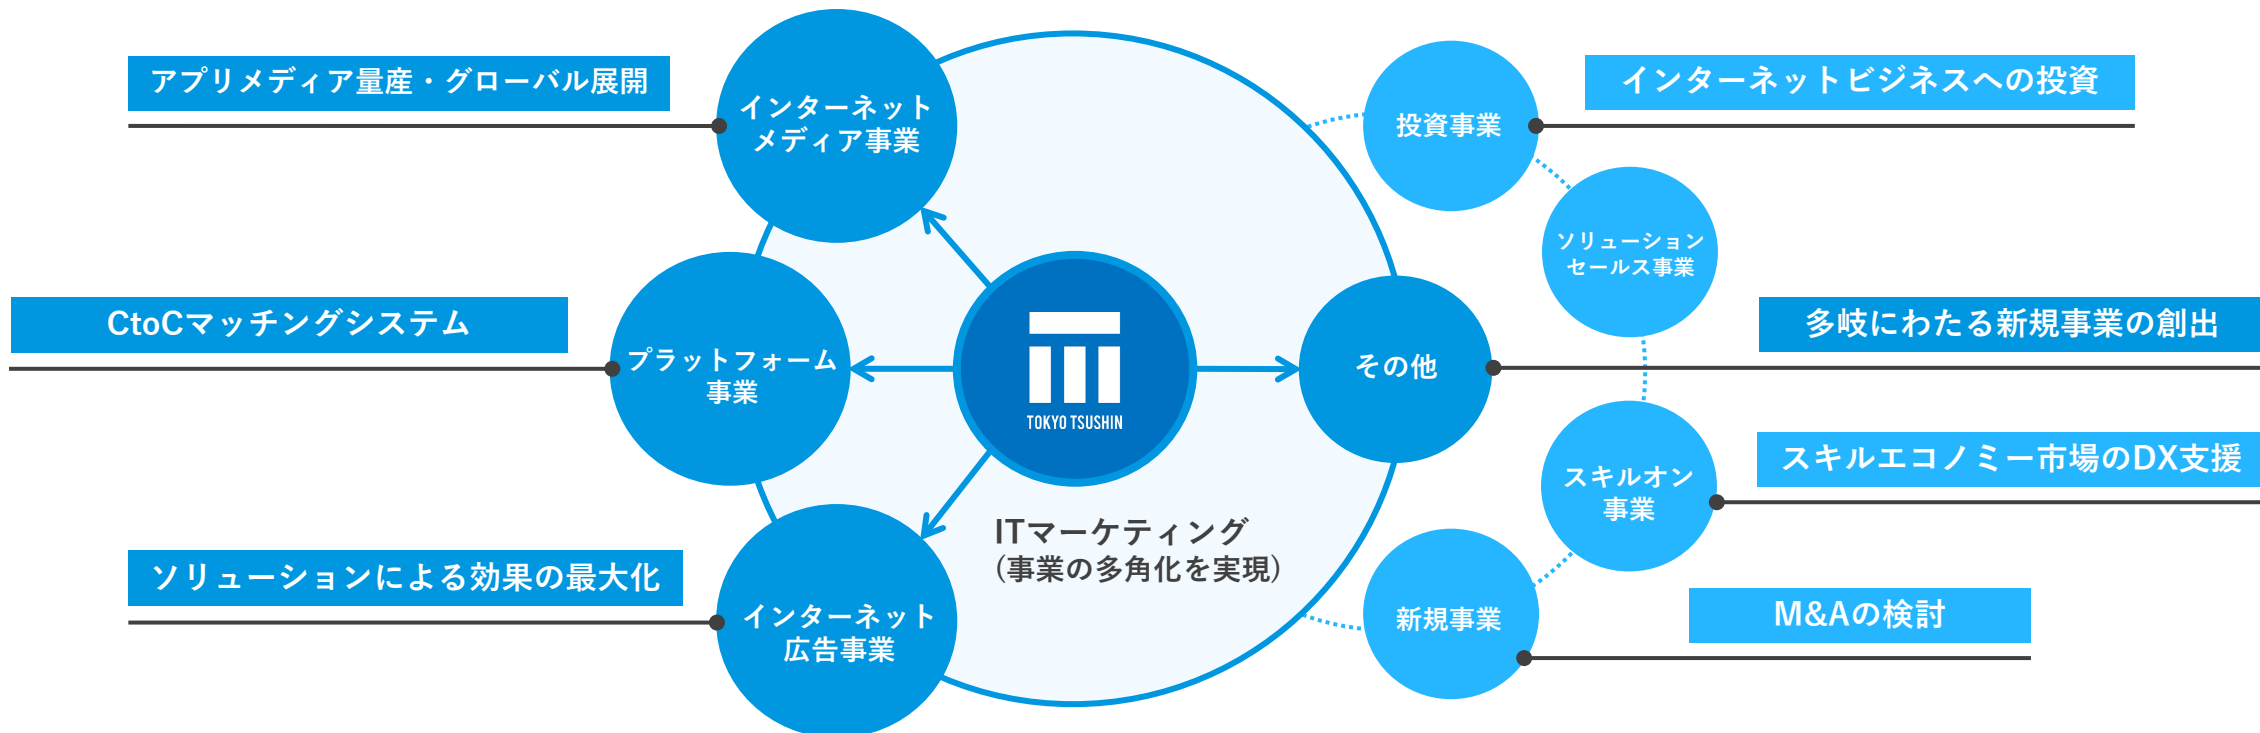 アプリメディア量産・グローバル展開
インターネット
メディア事業
CtoCマッチングシステム
プラットフォーム
事業
ソリューションによる効果の最大化
インターネット
広告事業
TOKYO TSUSHIN
ITマーケティング
(事業の多角化を実現)
その他
多岐にわたる新規事業の創出
投資事業
インターネットビジネスへの投資
ソリューション
セールス事業
スキルオン
事業
スキルエコノミー市場のDX支援
新規事業
M&Aの検討